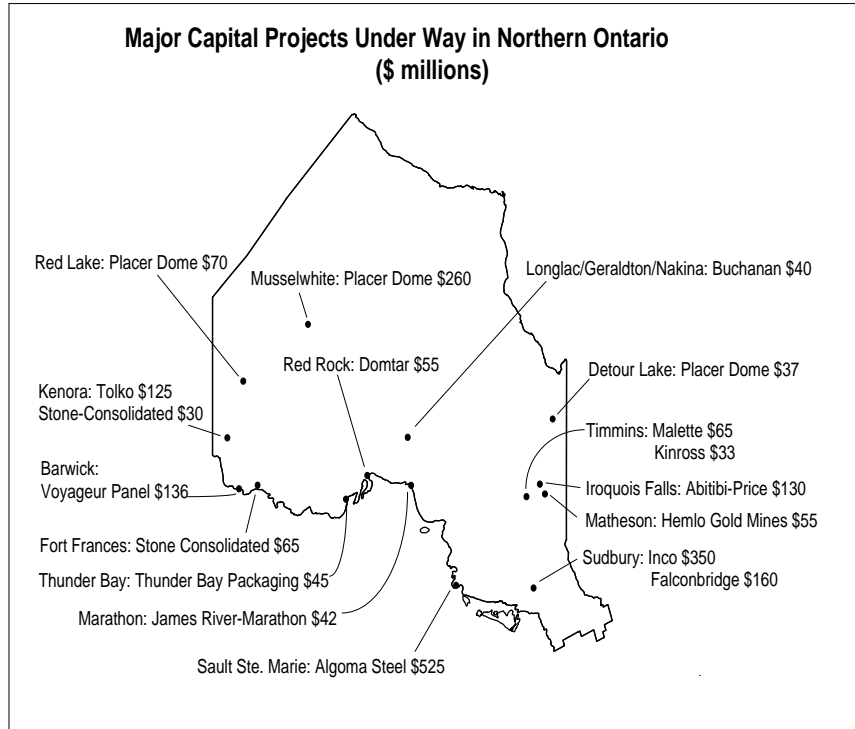 Major Capital Projects Under Way in Northern Ontario
($ millions)
Red Lake: Placer Dome $70
Musselwhite: Placer Dome $260
Longlac/Geraldton/Nakina: Buchanan $40
Red Rock: Domtar $55
Detour Lake: Placer Dome $37
Kenora: Tolko $125
Stone-Consolidated $30
Timmins: Malette $65
Kinross $33
Barwick:
Voyageur Panel $136
Iroquois Falls: Abitibi-Price $130
Matheson: Hemlo Gold Mines $55
Fort Frances: Stone Consolidated $65
Sudbury: Inco $350
Falconbridge $160
Thunder Bay: Thunder Bay Packaging $45
Marathon: James River-Marathon $42
Sault Ste. Marie: Algoma Steel $525